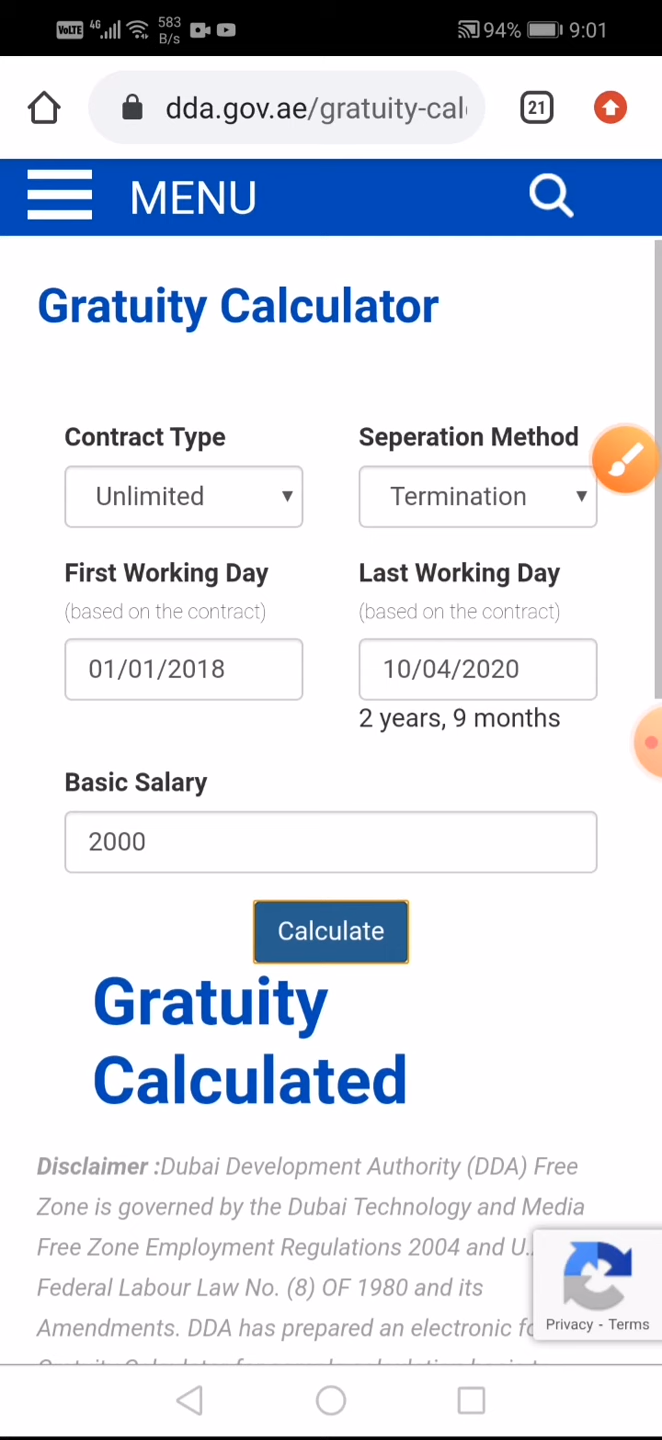 VoLTE 4G 583 B/s 94% 9:01
dda.gov.ae/gratuity-cal 21
MENU
Gratuity Calculator
Contract Type Seperation Method
Unlimited Termination
First Working Day Last Working Day
(based on the contract) (based on the contract)
01/01/2018 10/04/2020
2 years, 9 months
Basic Salary
2000
Calculate
Gratuity
Calculated
Disclaimer :Dubai Development Authority (DDA) Free
Zone is governed by the Dubai Technology and Media
Free Zone Employment Regulations 2004 and U.
Federal Labour Law No. (8) OF 1980 and its
Amendments. DDA has prepared an electronic
Privacy - Terms